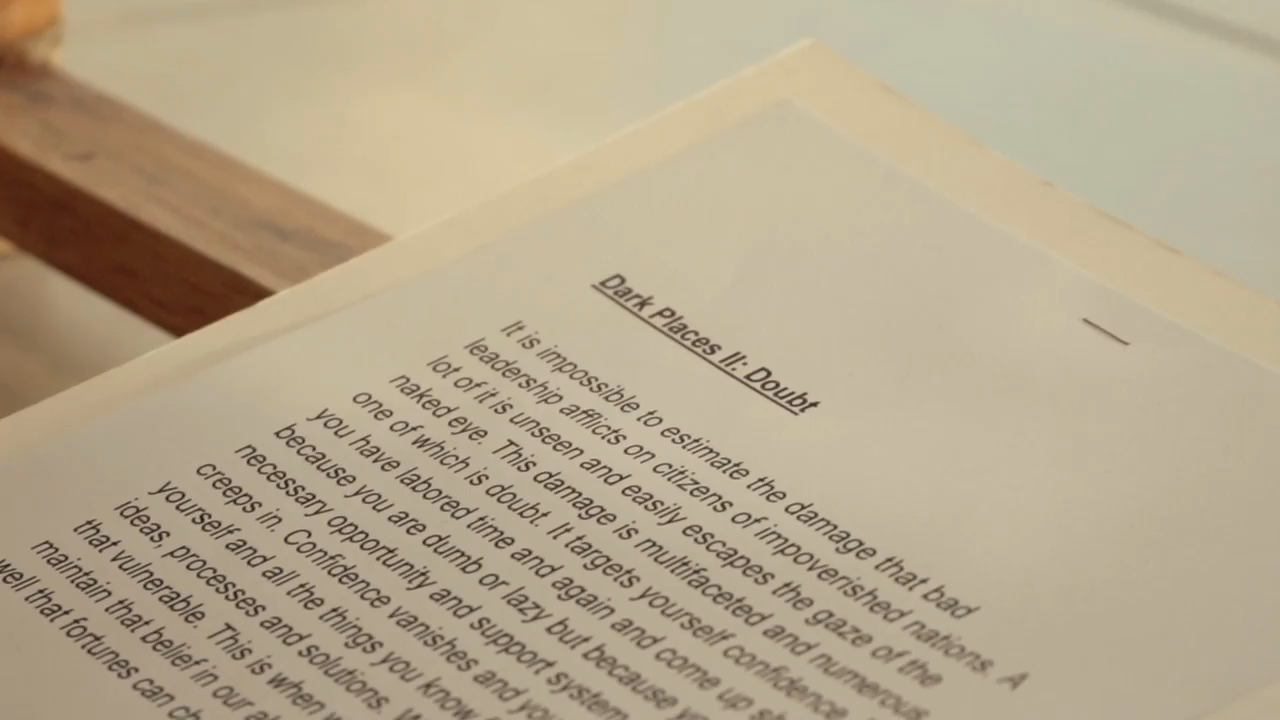 Dark Places II: Doubt
It is impossible to estimate the damage that bad
leadership afflicts on citizens of impoverished nations. A
lot of it is unseen and easily escapes the gaze of the
naked eye. This damage is multifaceted and numerous,
one of which is doubt. It targets yourself confidence,
you have labored time and again and come up
because you are dumb or lazy but because
necessary opportunity and support system
creeps in. Confidence vanishes and
yourself and all the things you know
ideas, processes and solutions.
that vulnerable. This is when
maintain that belief in our
well that fortunes can